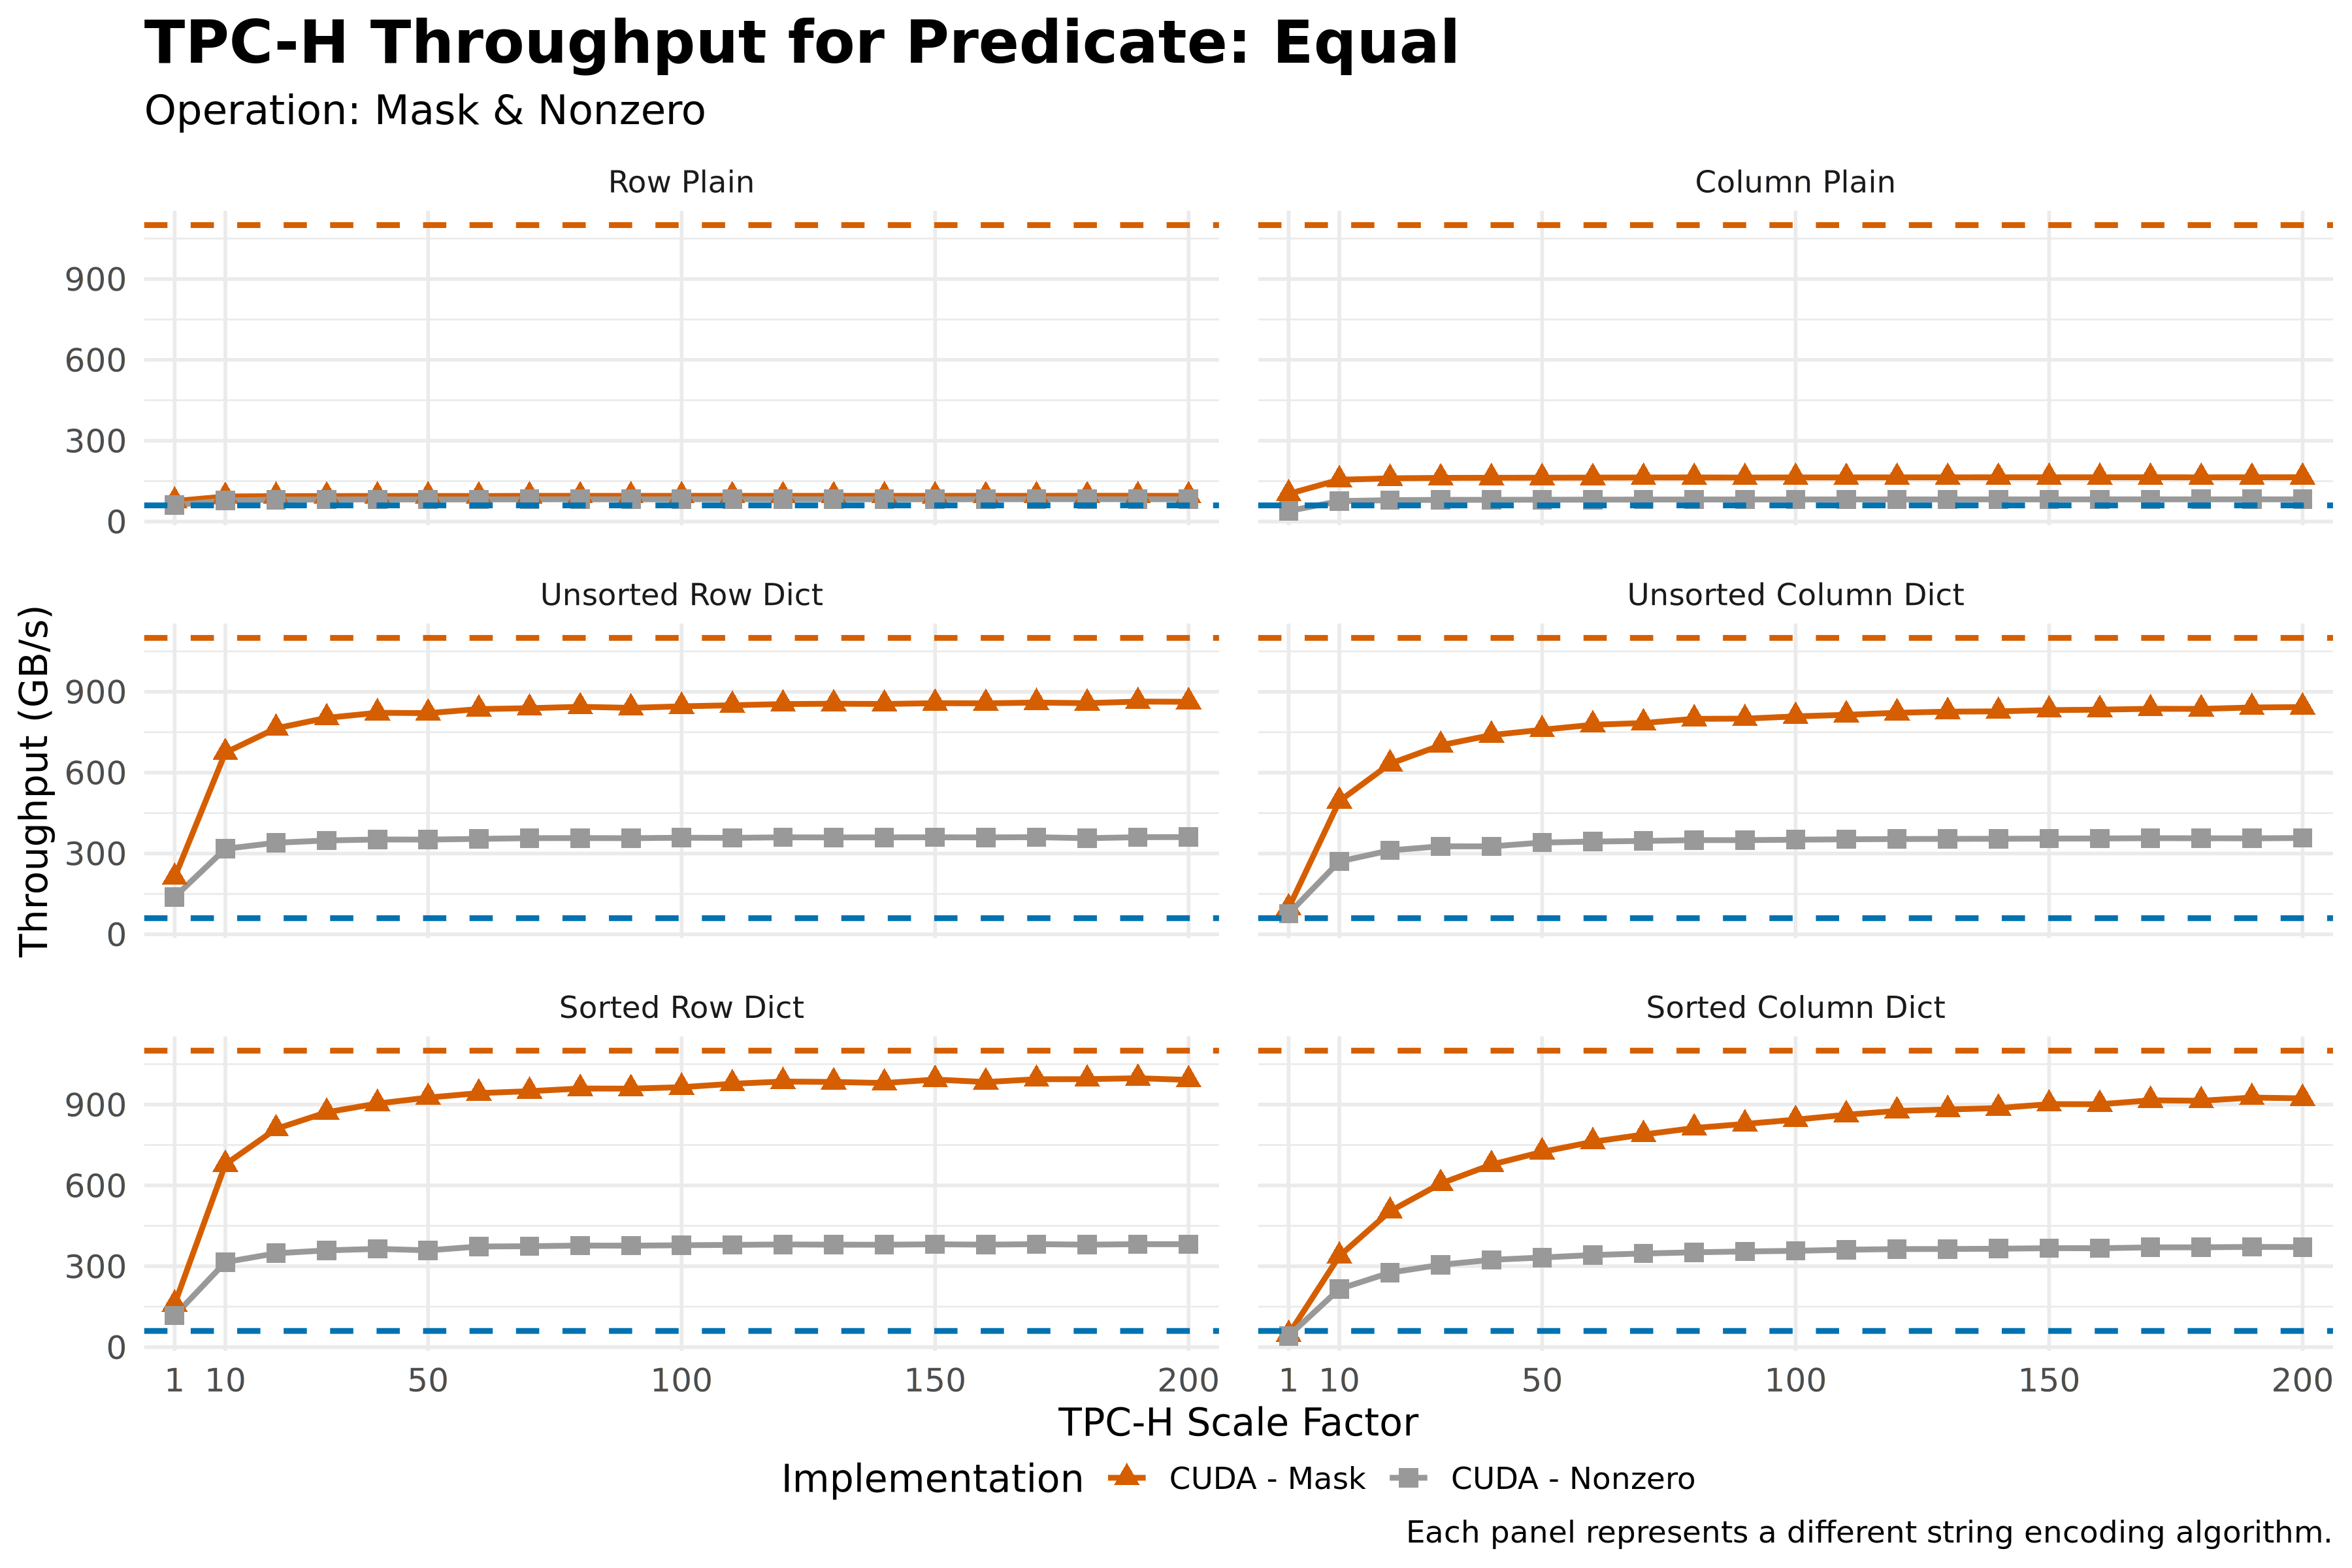 TPC-H Throughput for Predicate: Equal
Operation: Mask & Nonzero
Row Plain
Column Plain
900
600
300
0
Unsorted Row Dict
Unsorted Column Dict
Throughput (GB/s)
900
600
300
0
Sorted Row Dict
Sorted Column Dict
900
600
300
0
1 10 50 100 150 200
1 10 50 100 150 200
TPC-H Scale Factor
Implementation CUDA - Mask CUDA - Nonzero
Each panel represents a different string encoding algorithm.